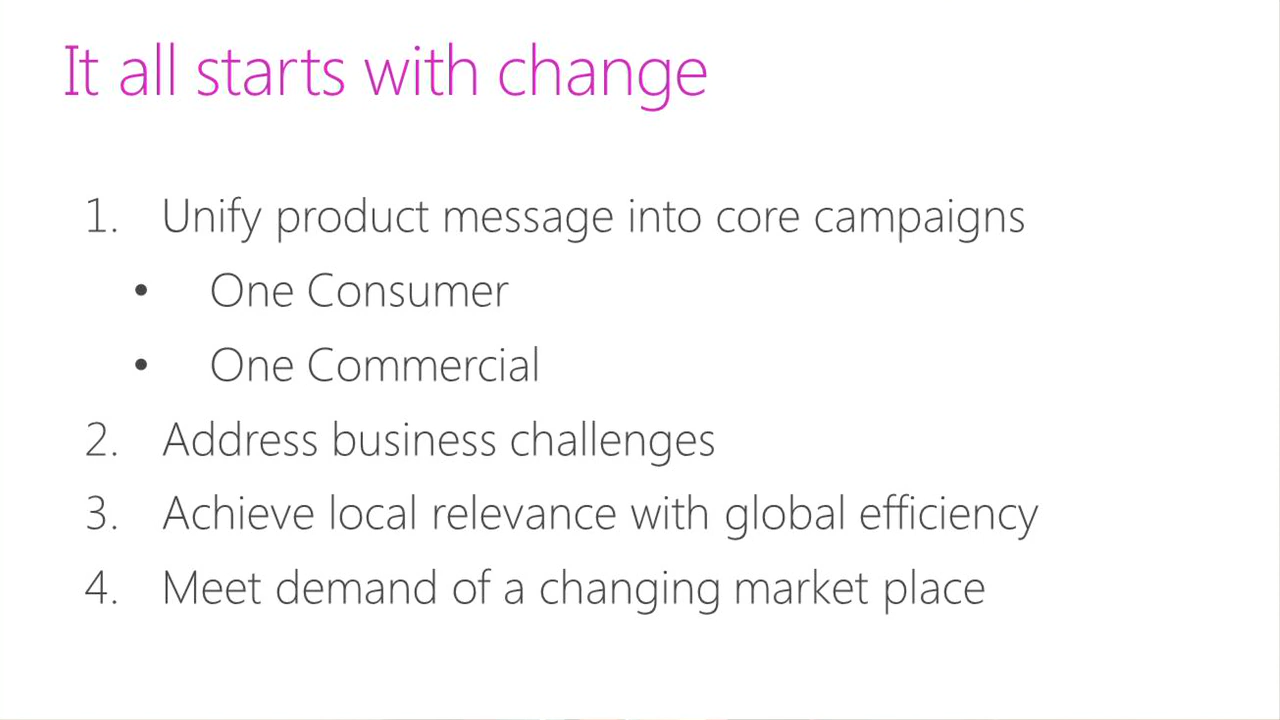 It all starts with change
1. Unify product message into core campaigns
• One Consumer
• One Commercial
2. Address business challenges
3. Achieve local relevance with global efficiency
4. Meet demand of a changing market place